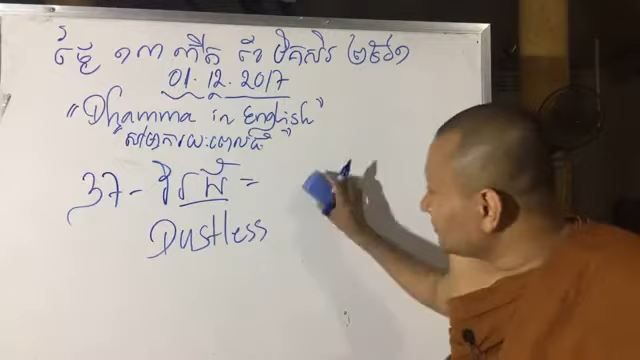 ថ្ងៃ ១៣ កើត ខែ មិគសិរ ២៥៦១
01.12.2017
"Dhamma in English"
37- វិរជំ =
Dustless